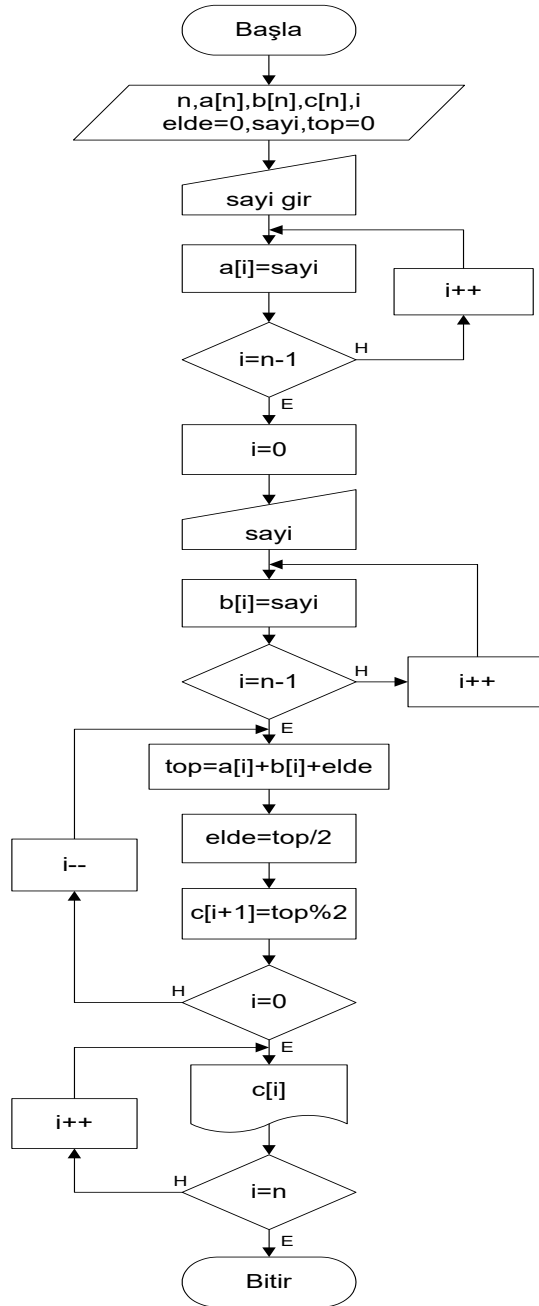 Başla
n,a[n],b[n],c[n],i
elde=0,sayi,top=0
sayi gir
a[i]=sayi
i++
i=n-1
H
E
i=0
sayi
b[i]=sayi
i=n-1
H
i++
E
top=a[i]+b[i]+elde
elde=top/2
i--
c[i+1]=top%2
H
i=0
E
c[i]
i++
H
i=n
E
Bitir